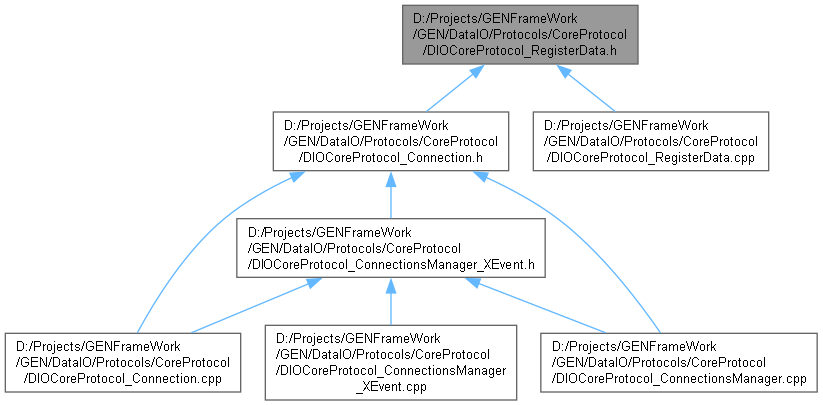 D:/Projects/GENFrameWork
/GEN/DataIO/Protocols/CoreProtocol
/DIOCoreProtocol_RegisterData.h
D:/Projects/GENFrameWork
/GEN/DataIO/Protocols/CoreProtocol
/DIOCoreProtocol_Connection.h
D:/Projects/GENFrameWork
/GEN/DataIO/Protocols/CoreProtocol
/DIOCoreProtocol_RegisterData.cpp
D:/Projects/GENFrameWork
/GEN/DataIO/Protocols/CoreProtocol
/DIOCoreProtocol_ConnectionsManager_XEvent.h
D:/Projects/GENFrameWork
/GEN/DataIO/Protocols/CoreProtocol
/DIOCoreProtocol_Connection.cpp
D:/Projects/GENFrameWork
/GEN/DataIO/Protocols/CoreProtocol
/DIOCoreProtocol_ConnectionsManager
_XEvent.cpp
D:/Projects/GENFrameWork
/GEN/DataIO/Protocols/CoreProtocol
/DIOCoreProtocol_ConnectionsManager.cpp